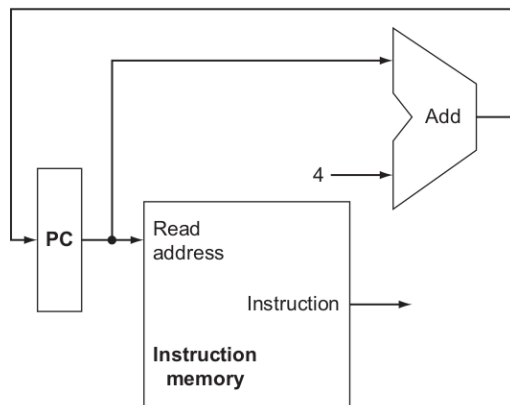 Add
4
PC
Read
address
Instruction
Instruction
memory